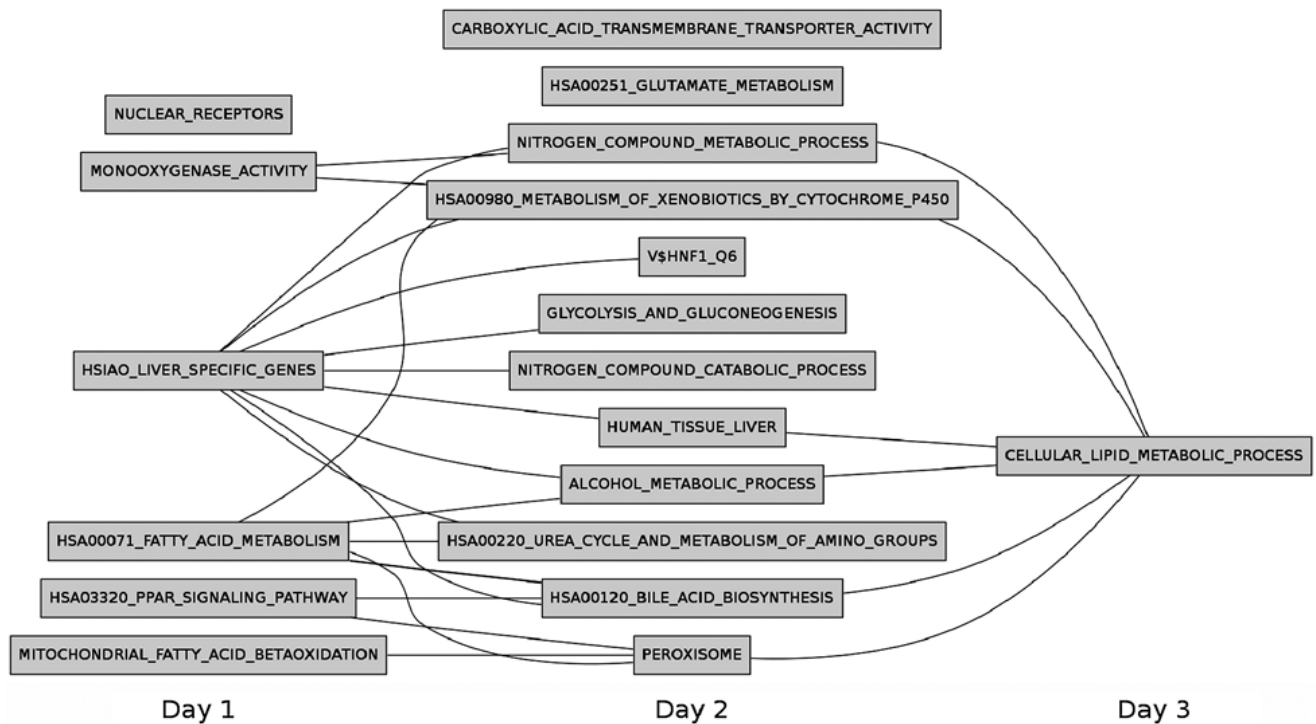 CARBOXYLIC_ACID_TRANSMEMBRANE_TRANSPORTER_ACTIVITY
HSA00251_GLUTAMATE_METABOLISM
NUCLEAR_RECEPTORS
NITROGEN_COMPOUND_METABOLIC_PROCESS
MONOOXYGENASE_ACTIVITY
HSA00980_METABOLISM_OF_XENOBIOTICS_BY_CYTOCHROME_P450
V$HNF1_Q6
GLYCOLYSIS_AND_GLUCONEOGENESIS
HSIAO_LIVER_SPECIFIC_GENES
NITROGEN_COMPOUND_CATABOLIC_PROCESS
HUMAN_TISSUE_LIVER
CELLULAR_LIPID_METABOLIC_PROCESS
ALCOHOL_METABOLIC_PROCESS
HSA00071_FATTY_ACID_METABOLISM
HSA00220_UREA_CYCLE_AND_METABOLISM_OF_AMINO_GROUPS
HSA03320_PPAR_SIGNALING_PATHWAY
HSA00120_BILE_ACID_BIOSYNTHESIS
MITOCHONDRIAL_FATTY_ACID_BETAOXIDATION
PEROXISOME
Day 1
Day 2
Day 3